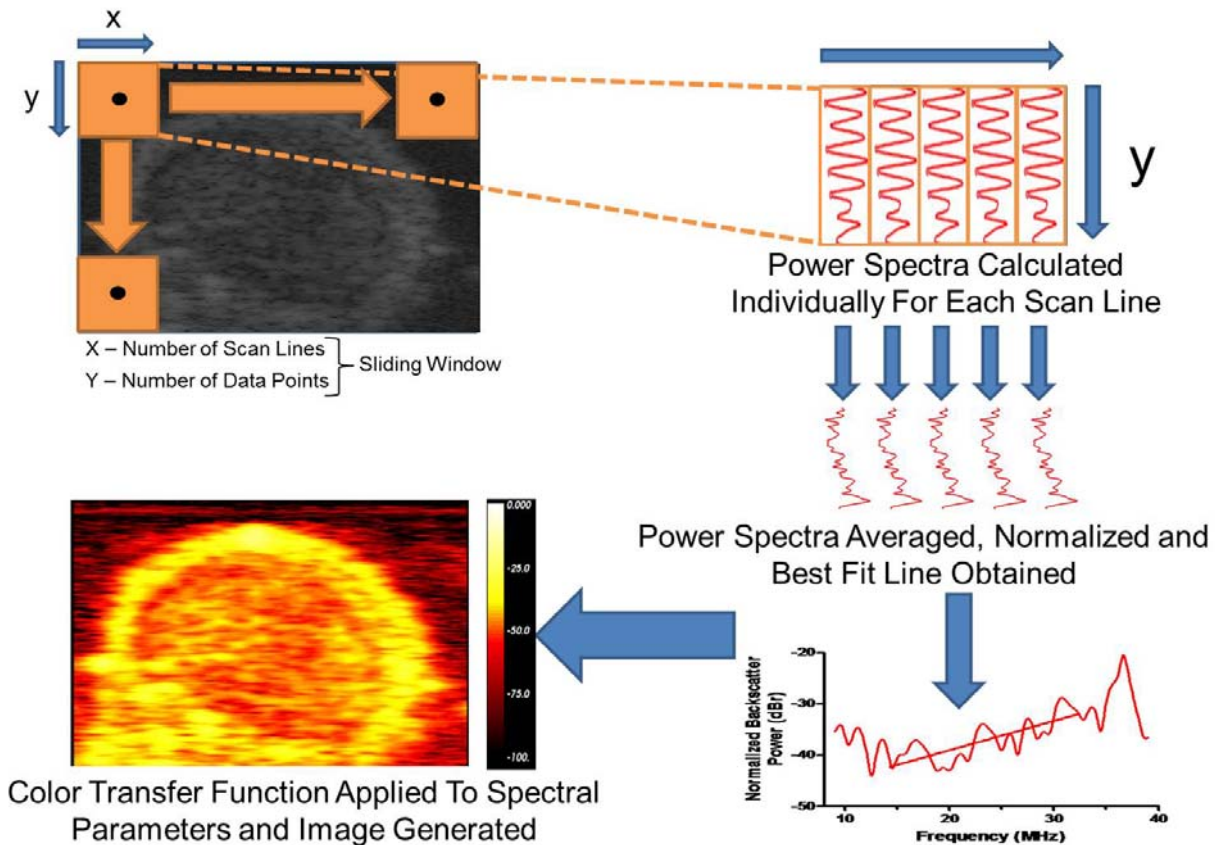 x
y
X – Number of Scan Lines
Y – Number of Data Points
Sliding Window
y
Power Spectra Calculated
Individually For Each Scan Line
Power Spectra Averaged, Normalized and
Best Fit Line Obtained
0.000
-25.0
-50.0
-75.0
-100.
Color Transfer Function Applied To Spectral
Parameters and Image Generated
Normalized Backscatter
Power (dBr)
-20
-30
-40
-50
10
20
30
40
Frequency (MHz)